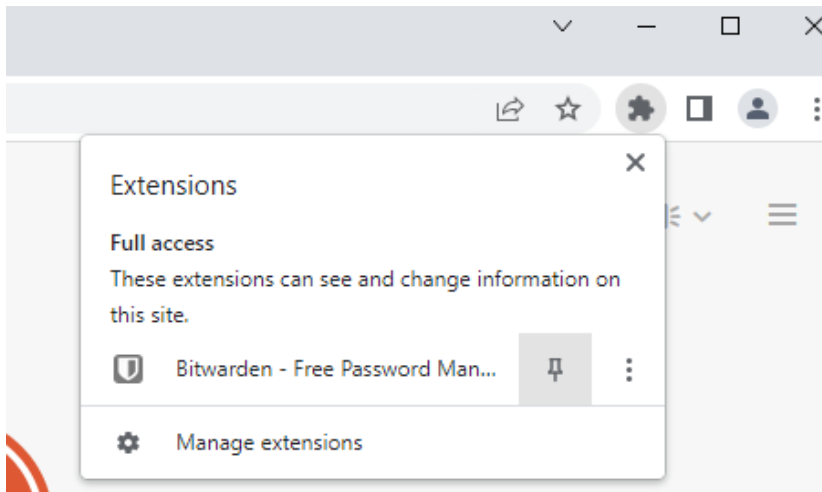 Extensions
Full access
These extensions can see and change information on
this site.
Bitwarden - Free Password Man...
Manage extensions